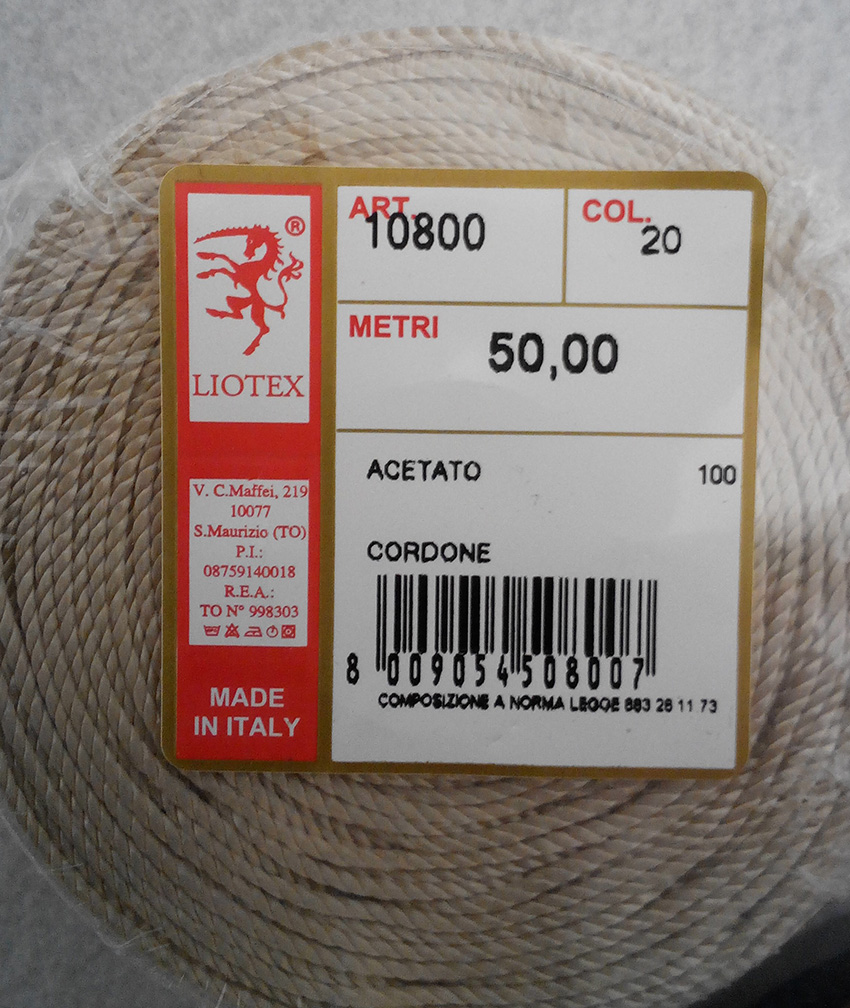 ®
LIOTEX
V. C.Maffei, 219
10077
S.Maurizio (TO)
P.I.:
08759140018
R.E.A.:
TO N° 998303
MADE
IN ITALY
ART.
10800
COL.
20
METRI
50,00
ACETATO 100
CORDONE
8 009054 508007
COMPOSIZIONE A NORMA LEGGE 883 26 11 73